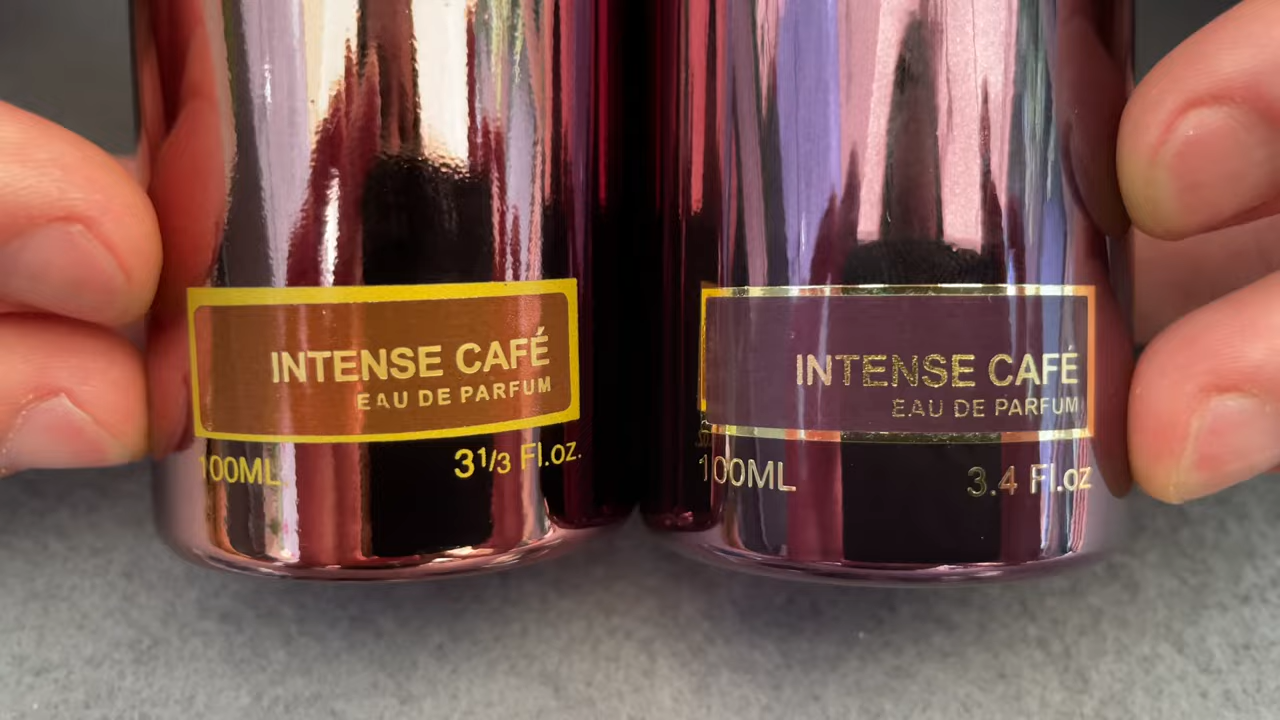 INTENSE CAFÉ
EAU DE PARFUM
100ML
3 1/3 Fl.oz.
INTENSE CAFÉ
EAU DE PARFUM
100ML
3.4 Fl.oz